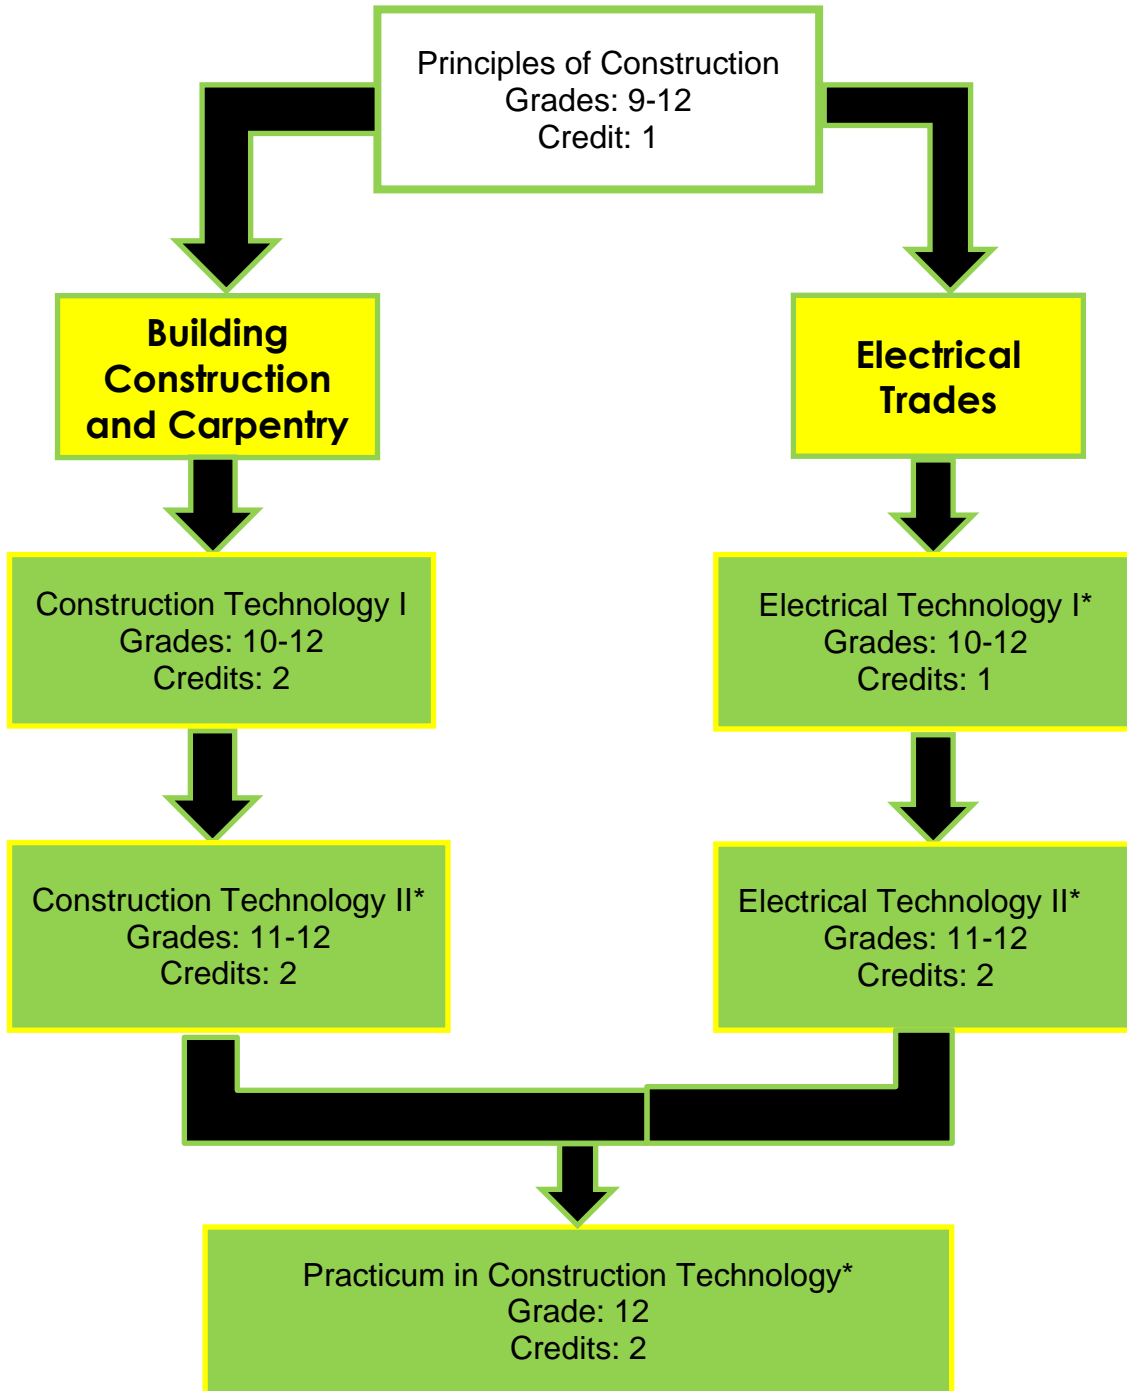 Principles of Construction
Grades: 9-12
Credit: 1
Building
Construction
and Carpentry
Electrical
Trades
Construction Technology I
Grades: 10-12
Credits: 2
Electrical Technology I*
Grades: 10-12
Credits: 1
Construction Technology II*
Grades: 11-12
Credits: 2
Electrical Technology II*
Grades: 11-12
Credits: 2
Practicum in Construction Technology*
Grade: 12
Credits: 2